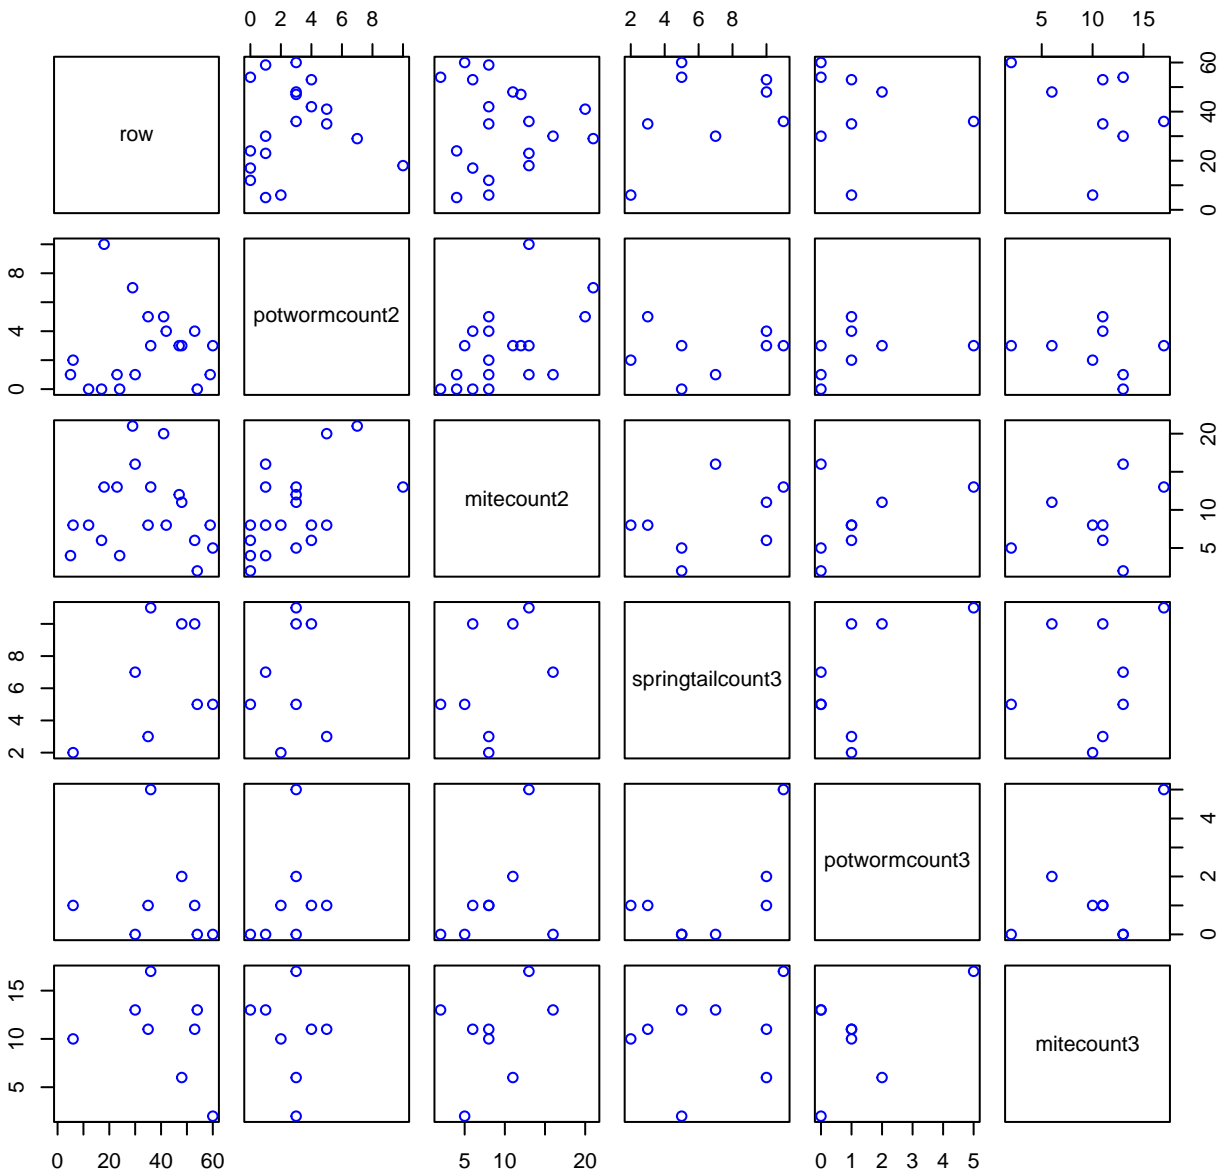 0 2 4 6 8
2 4 6 8
5 10 15
row
0 20 40 60
0 4 8
potwormcount2
mitecount2
5 10 20
2 4 6 8
springtailcount3
potwormcount3
0 2 4
5 10 15
mitecount3
0 20 40 60
5 10 20
0 1 2 3 4 5